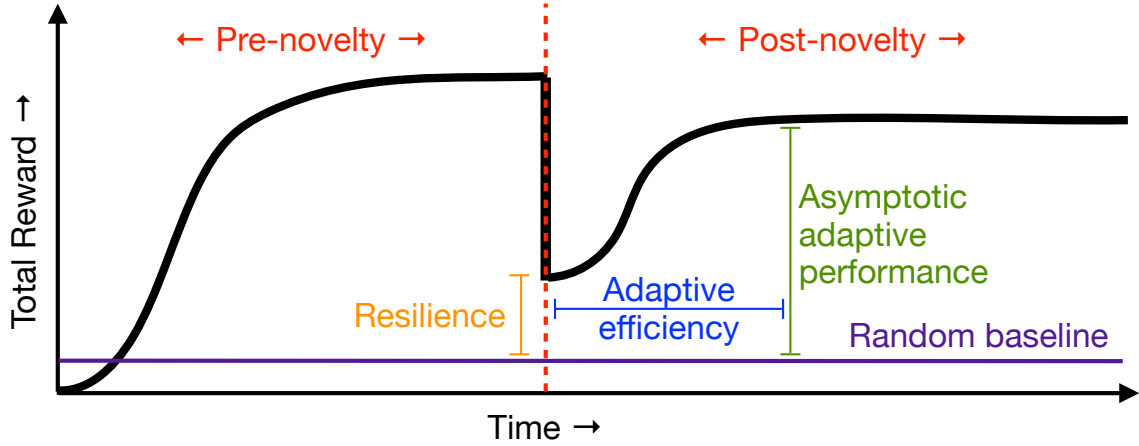 ← Pre-novelty →
← Post-novelty →
Total Reward →
Asymptotic
adaptive
performance
Resilience
Adaptive
efficiency
Random baseline
Time →